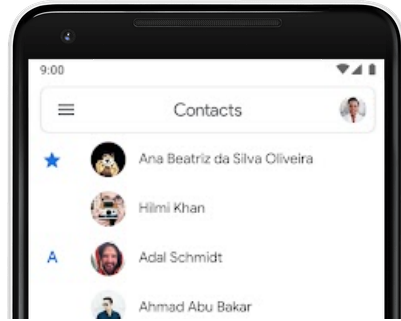 9:00
Contacts
Ana Beatriz da Silva Oliveira
Hilmi Khan
A
Adal Schmidt
Ahmad Abu Bakar